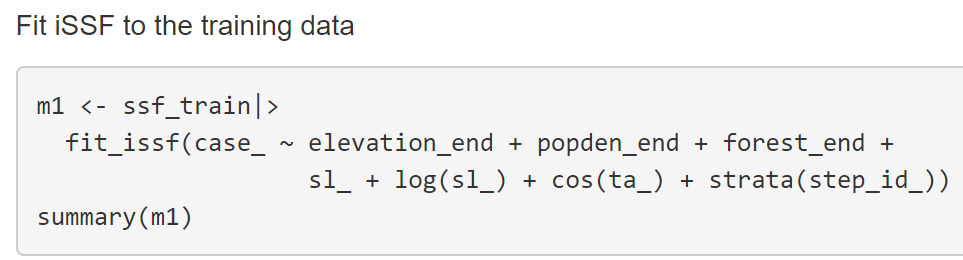 Fit iSSF to the training data
m1 <- ssf_train|>
  fit_issf(case_ ~ elevation_end + popden_end + forest_end +
                  sl_ + log(sl_) + cos(ta_) + strata(step_id_))
summary(m1)